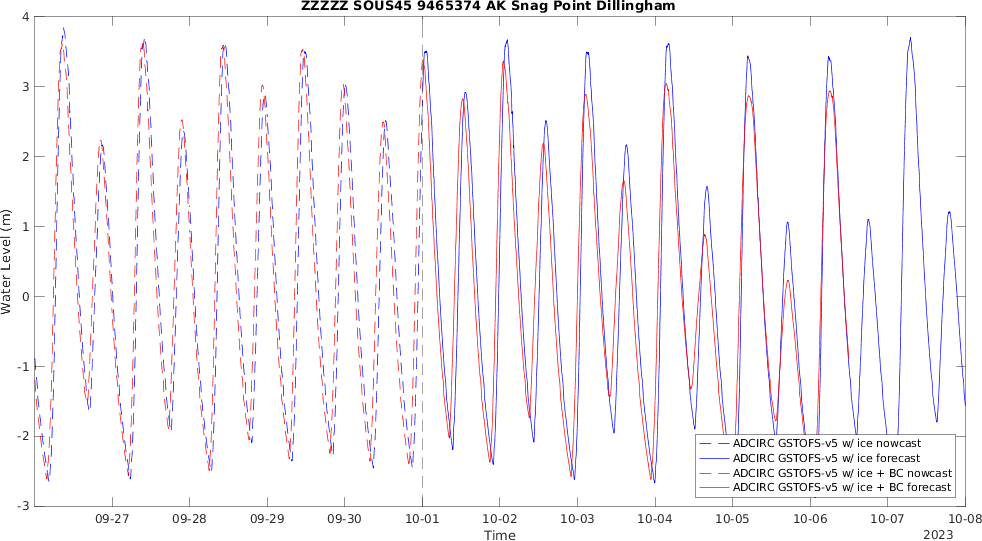 ZZZZZ SOUS45 9465374 AK Snag Point Dillingham
4
3
2
1
0
-1
-2
-3
Water Level (m)
ADCIRC GSTOFS-v5 w/ ice nowcast
ADCIRC GSTOFS-v5 w/ ice forecast
ADCIRC GSTOFS-v5 w/ ice + BC nowcast
ADCIRC GSTOFS-v5 w/ ice + BC forecast
09-27 09-28 09-29 09-30 10-01 10-02 10-03 10-04 10-05 10-06 10-07 10-08
Time
2023